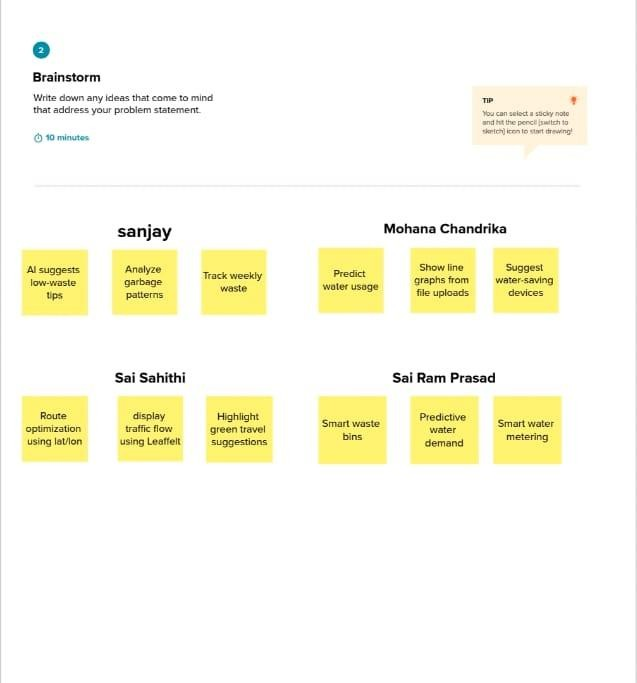 2
Brainstorm
Write down any ideas that come to mind
that address your problem statement.
10 minutes
TIP
You can select a sticky note
and hit the pencil [switch to
sketch] icon to start drawing!
sanjay
AI suggests
low-waste
tips
Analyze
garbage
patterns
Track weekly
waste
Mohana Chandrika
Predict
water usage
Show line
graphs from
file uploads
Suggest
water-saving
devices
Sai Sahithi
Route
optimization
using lat/lon
display
traffic flow
using Leaffelt
Highlight
green travel
suggestions
Sai Ram Prasad
Smart waste
bins
Predictive
water
demand
Smart water
metering